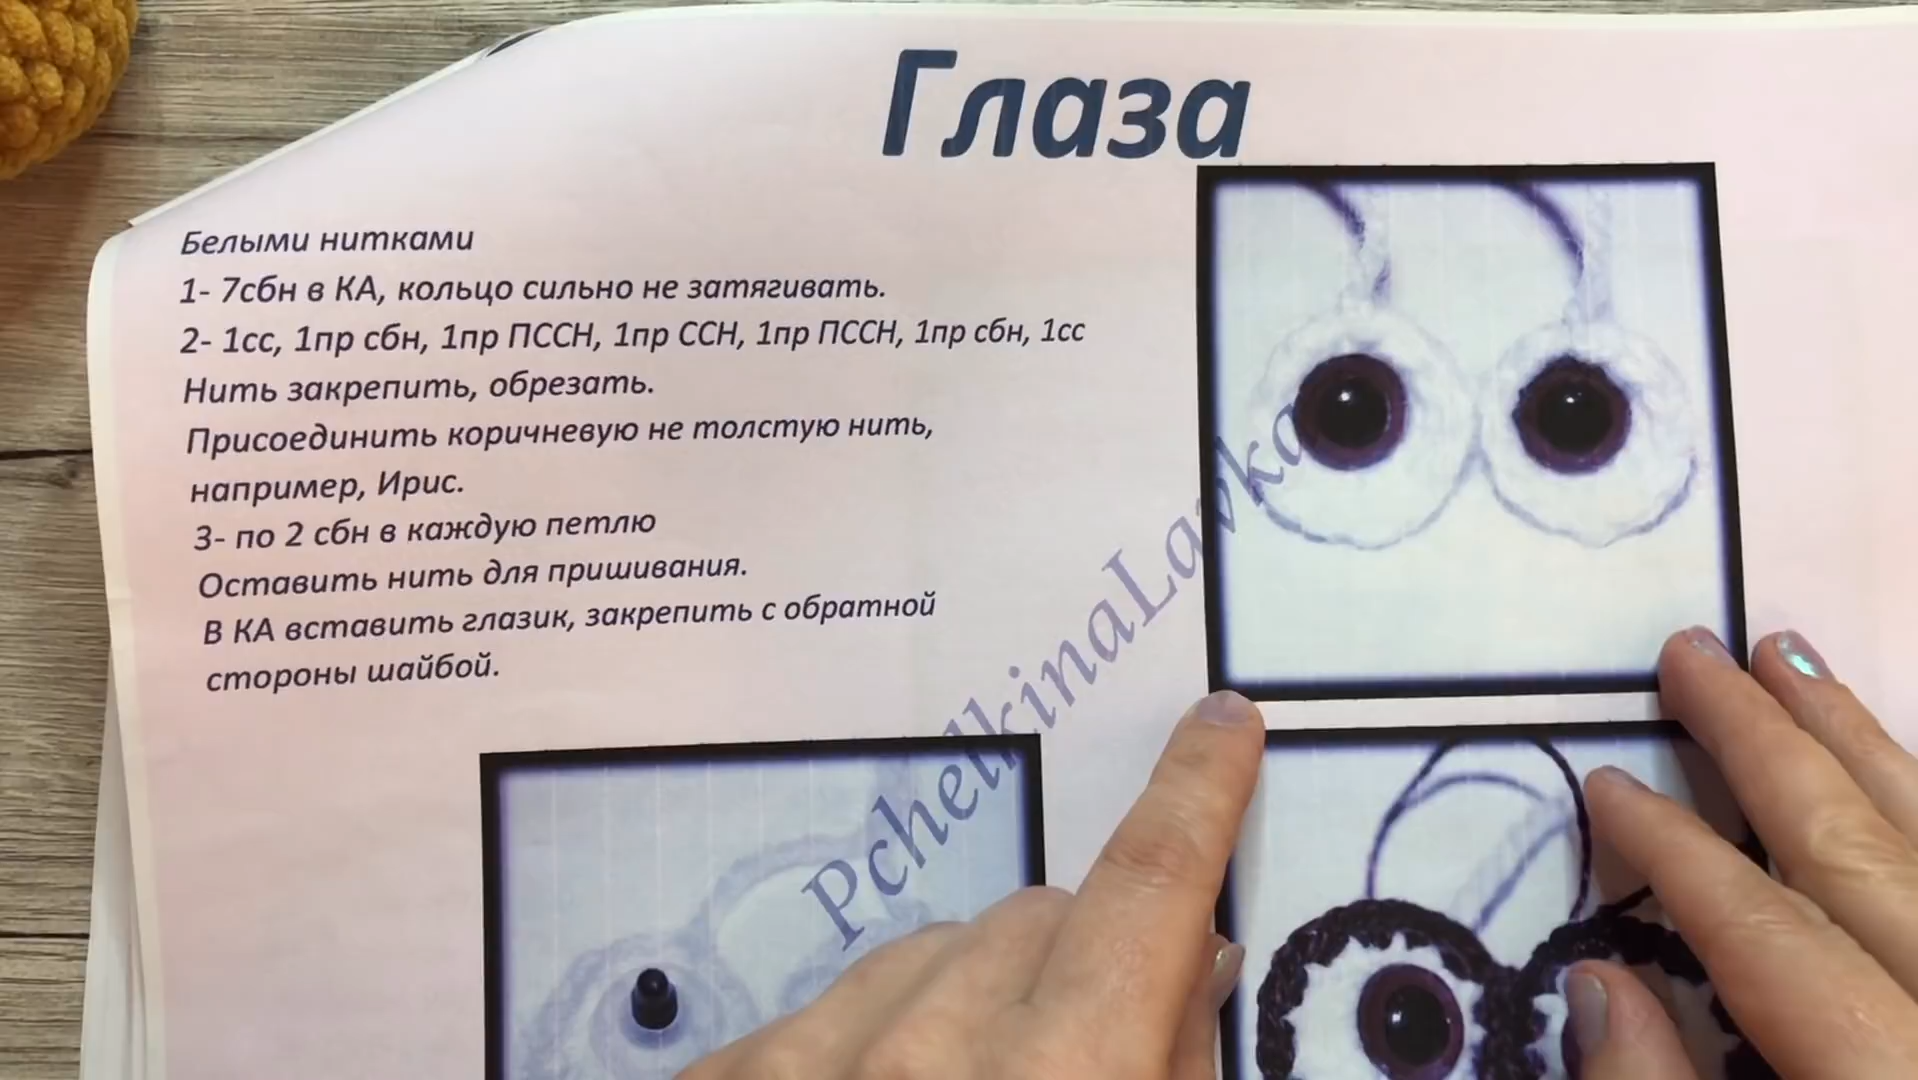 Глаза
Белыми нитками
1- 7сбн в КА, кольцо сильно не затягивать.
2- 1сс, 1пр сбн, 1пр ПССН, 1пр ССН, 1пр ПССН, 1пр сбн, 1сс
Нить закрепить, обрезать.
Присоединить коричневую не толстую нить,
например, Ирис.
3- по 2 сбн в каждую петлю
Оставить нить для пришивания.
В КА вставить глазик, закрепить с обратной
стороны шайбой.
PchelkinaLavka